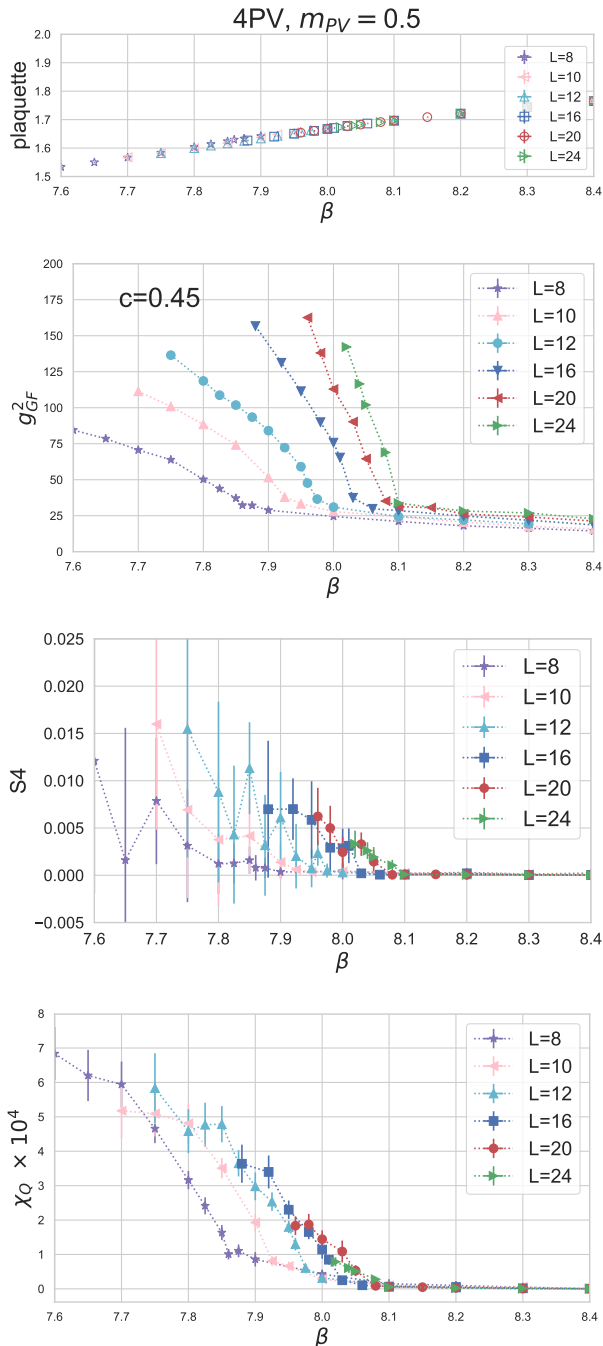 4PV, m_PV = 0.5
2.0
1.9
1.8
1.7
1.6
1.5
plaquette
L=8
L=10
L=12
L=16
L=20
L=24
7.6 7.7 7.8 7.9 8.0 8.1 8.2 8.3 8.4
β
200
175
150
125
100
75
50
25
0
g²_GF
c=0.45
L=8
L=10
L=12
L=16
L=20
L=24
7.6 7.7 7.8 7.9 8.0 8.1 8.2 8.3 8.4
β
0.025
0.020
0.015
0.010
0.005
0.000
−0.005
S4
L=8
L=10
L=12
L=16
L=20
L=24
7.6 7.7 7.8 7.9 8.0 8.1 8.2 8.3 8.4
β
8
7
6
5
4
3
2
1
0
χ_Q × 10⁴
L=8
L=10
L=12
L=16
L=20
L=24
7.6 7.7 7.8 7.9 8.0 8.1 8.2 8.3 8.4
β